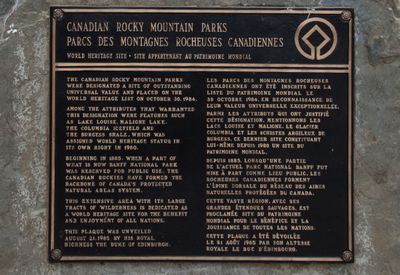 CANADIAN ROCKY MOUNTAIN PARKS
PARCS DES MONTAGNES ROCHEUSES CANADIENNES
WORLD HERITAGE SITE • SITE APPARTENANT AU PATRIMOINE MONDIAL
THE CANADIAN ROCKY MOUNTAIN PARKS
WERE DESIGNATED A SITE OF OUTSTANDING
UNIVERSAL VALUE AND PLACED ON THE
WORLD HERITAGE LIST ON OCTOBER 30, 1984.
AMONG THE ATTRIBUTES THAT WARRANTED
THIS DESIGNATION WERE FEATURES SUCH
AS LAKE LOUISE, MALIGNE LAKE,
THE COLUMBIA ICEFIELD AND
THE BURGESS SHALE, WHICH WAS
ASSIGNED WORLD HERITAGE STATUS IN
ITS OWN RIGHT IN 1980.
BEGINNING IN 1885, WHEN A PART OF
WHAT IS NOW BANFF NATIONAL PARK
WAS RESERVED FOR PUBLIC USE, THE
CANADIAN ROCKIES HAVE FORMED THE
BACKBONE OF CANADA'S PROTECTED
NATURAL AREAS SYSTEM.
THIS EXTENSIVE AREA WITH ITS LARGE
TRACTS OF WILDERNESS IS DEDICATED AS
A WORLD HERITAGE SITE FOR THE BENEFIT
AND ENJOYMENT OF ALL NATIONS.
THIS PLAQUE WAS UNVEILED
AUGUST 21, 1985 BY HIS ROYAL
HIGHNESS THE DUKE OF EDINBURGH.
LES PARCS DES MONTAGNES ROCHEUSES
CANADIENNES ONT ÉTÉ INSCRITS SUR LA
LISTE DU PATRIMOINE MONDIAL LE
30 OCTOBRE 1984, EN RECONNAISSANCE DE
LEUR VALEUR UNIVERSELLE EXCEPTIONNELLE.
PARMI LES ATTRIBUTS QUI ONT JUSTIFIÉ
CETTE DÉSIGNATION, MENTIONNONS LES
LACS LOUISE ET MALIGNE, LE GLACIER
COLUMBIA ET LES SCHISTES ARGILEUX DE
BURGESS, CE DERNIER SITE CONSTITUANT
LUI-MÊME DEPUIS 1980 UN SITE DU
PATRIMOINE MONDIAL.
DEPUIS 1885, LORSQU'UNE PARTIE
DE L'ACTUEL PARC NATIONAL BANFF FUT
MISE À PART COMME LIEU PUBLIC, LES
ROCHEUSES CANADIENNES FORMENT
L'ÉPINE DORSALE DU RÉSEAU DES AIRES
NATURELLES PROTÉGÉES DU CANADA.
CETTE VASTE RÉGION, AVEC SES
GRANDES ÉTENDUES SAUVAGES, EST
PROCLAMÉE SITE DU PATRIMOINE
MONDIAL POUR LE BÉNÉFICE ET LA
JOUISSANCE DE TOUTES LES NATIONS.
CETTE PLAQUE A ÉTÉ DÉVOILÉE
LE 21 AOÛT 1985 PAR SON ALTESSE
ROYALE LE DUC D'ÉDIMBOURG.